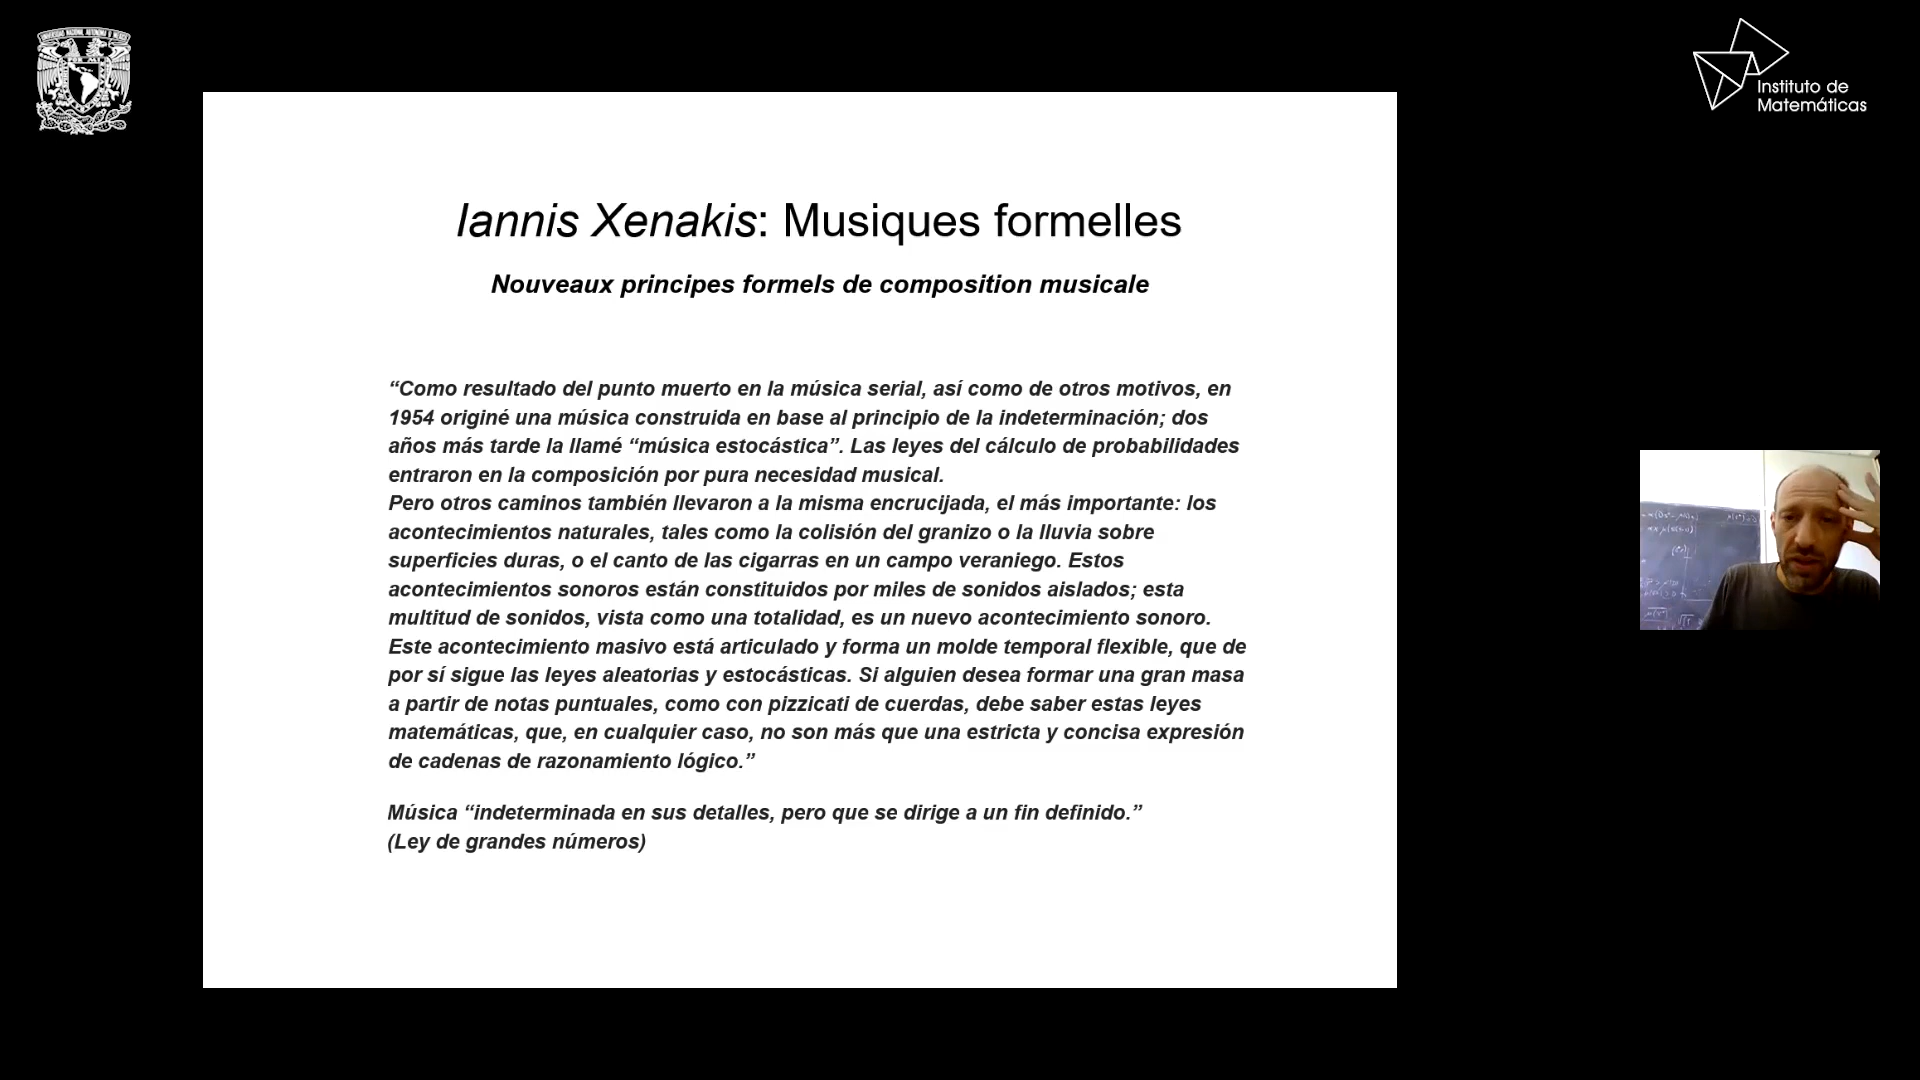 Instituto de
Matemáticas
Iannis Xenakis: Musiques formelles
Nouveaux principes formels de composition musicale
“Como resultado del punto muerto en la música serial, así como de otros motivos, en
1954 originé una música construida en base al principio de la indeterminación; dos
años más tarde la llamé “música estocástica”. Las leyes del cálculo de probabilidades
entraron en la composición por pura necesidad musical.
Pero otros caminos también llevaron a la misma encrucijada, el más importante: los
acontecimientos naturales, tales como la colisión del granizo o la lluvia sobre
superficies duras, o el canto de las cigarras en un campo veraniego. Estos
acontecimientos sonoros están constituidos por miles de sonidos aislados; esta
multitud de sonidos, vista como una totalidad, es un nuevo acontecimiento sonoro.
Este acontecimiento masivo está articulado y forma un molde temporal flexible, que de
por sí sigue las leyes aleatorias y estocásticas. Si alguien desea formar una gran masa
a partir de notas puntuales, como con pizzicati de cuerdas, debe saber estas leyes
matemáticas, que, en cualquier caso, no son más que una estricta y concisa expresión
de cadenas de razonamiento lógico.”
Música “indeterminada en sus detalles, pero que se dirige a un fin definido.”
(Ley de grandes números)